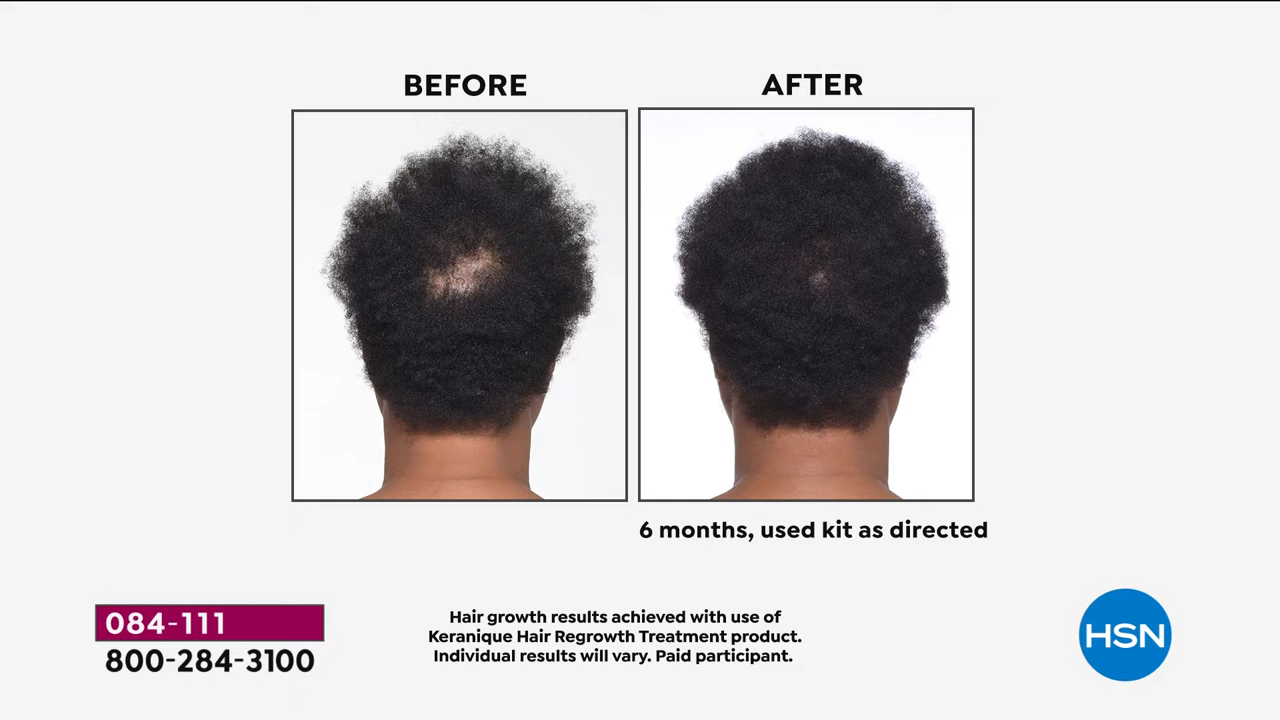 BEFORE
AFTER
6 months, used kit as directed
084-111
800-284-3100
Hair growth results achieved with use of
Keranique Hair Regrowth Treatment product.
Individual results will vary. Paid participant.
HSN